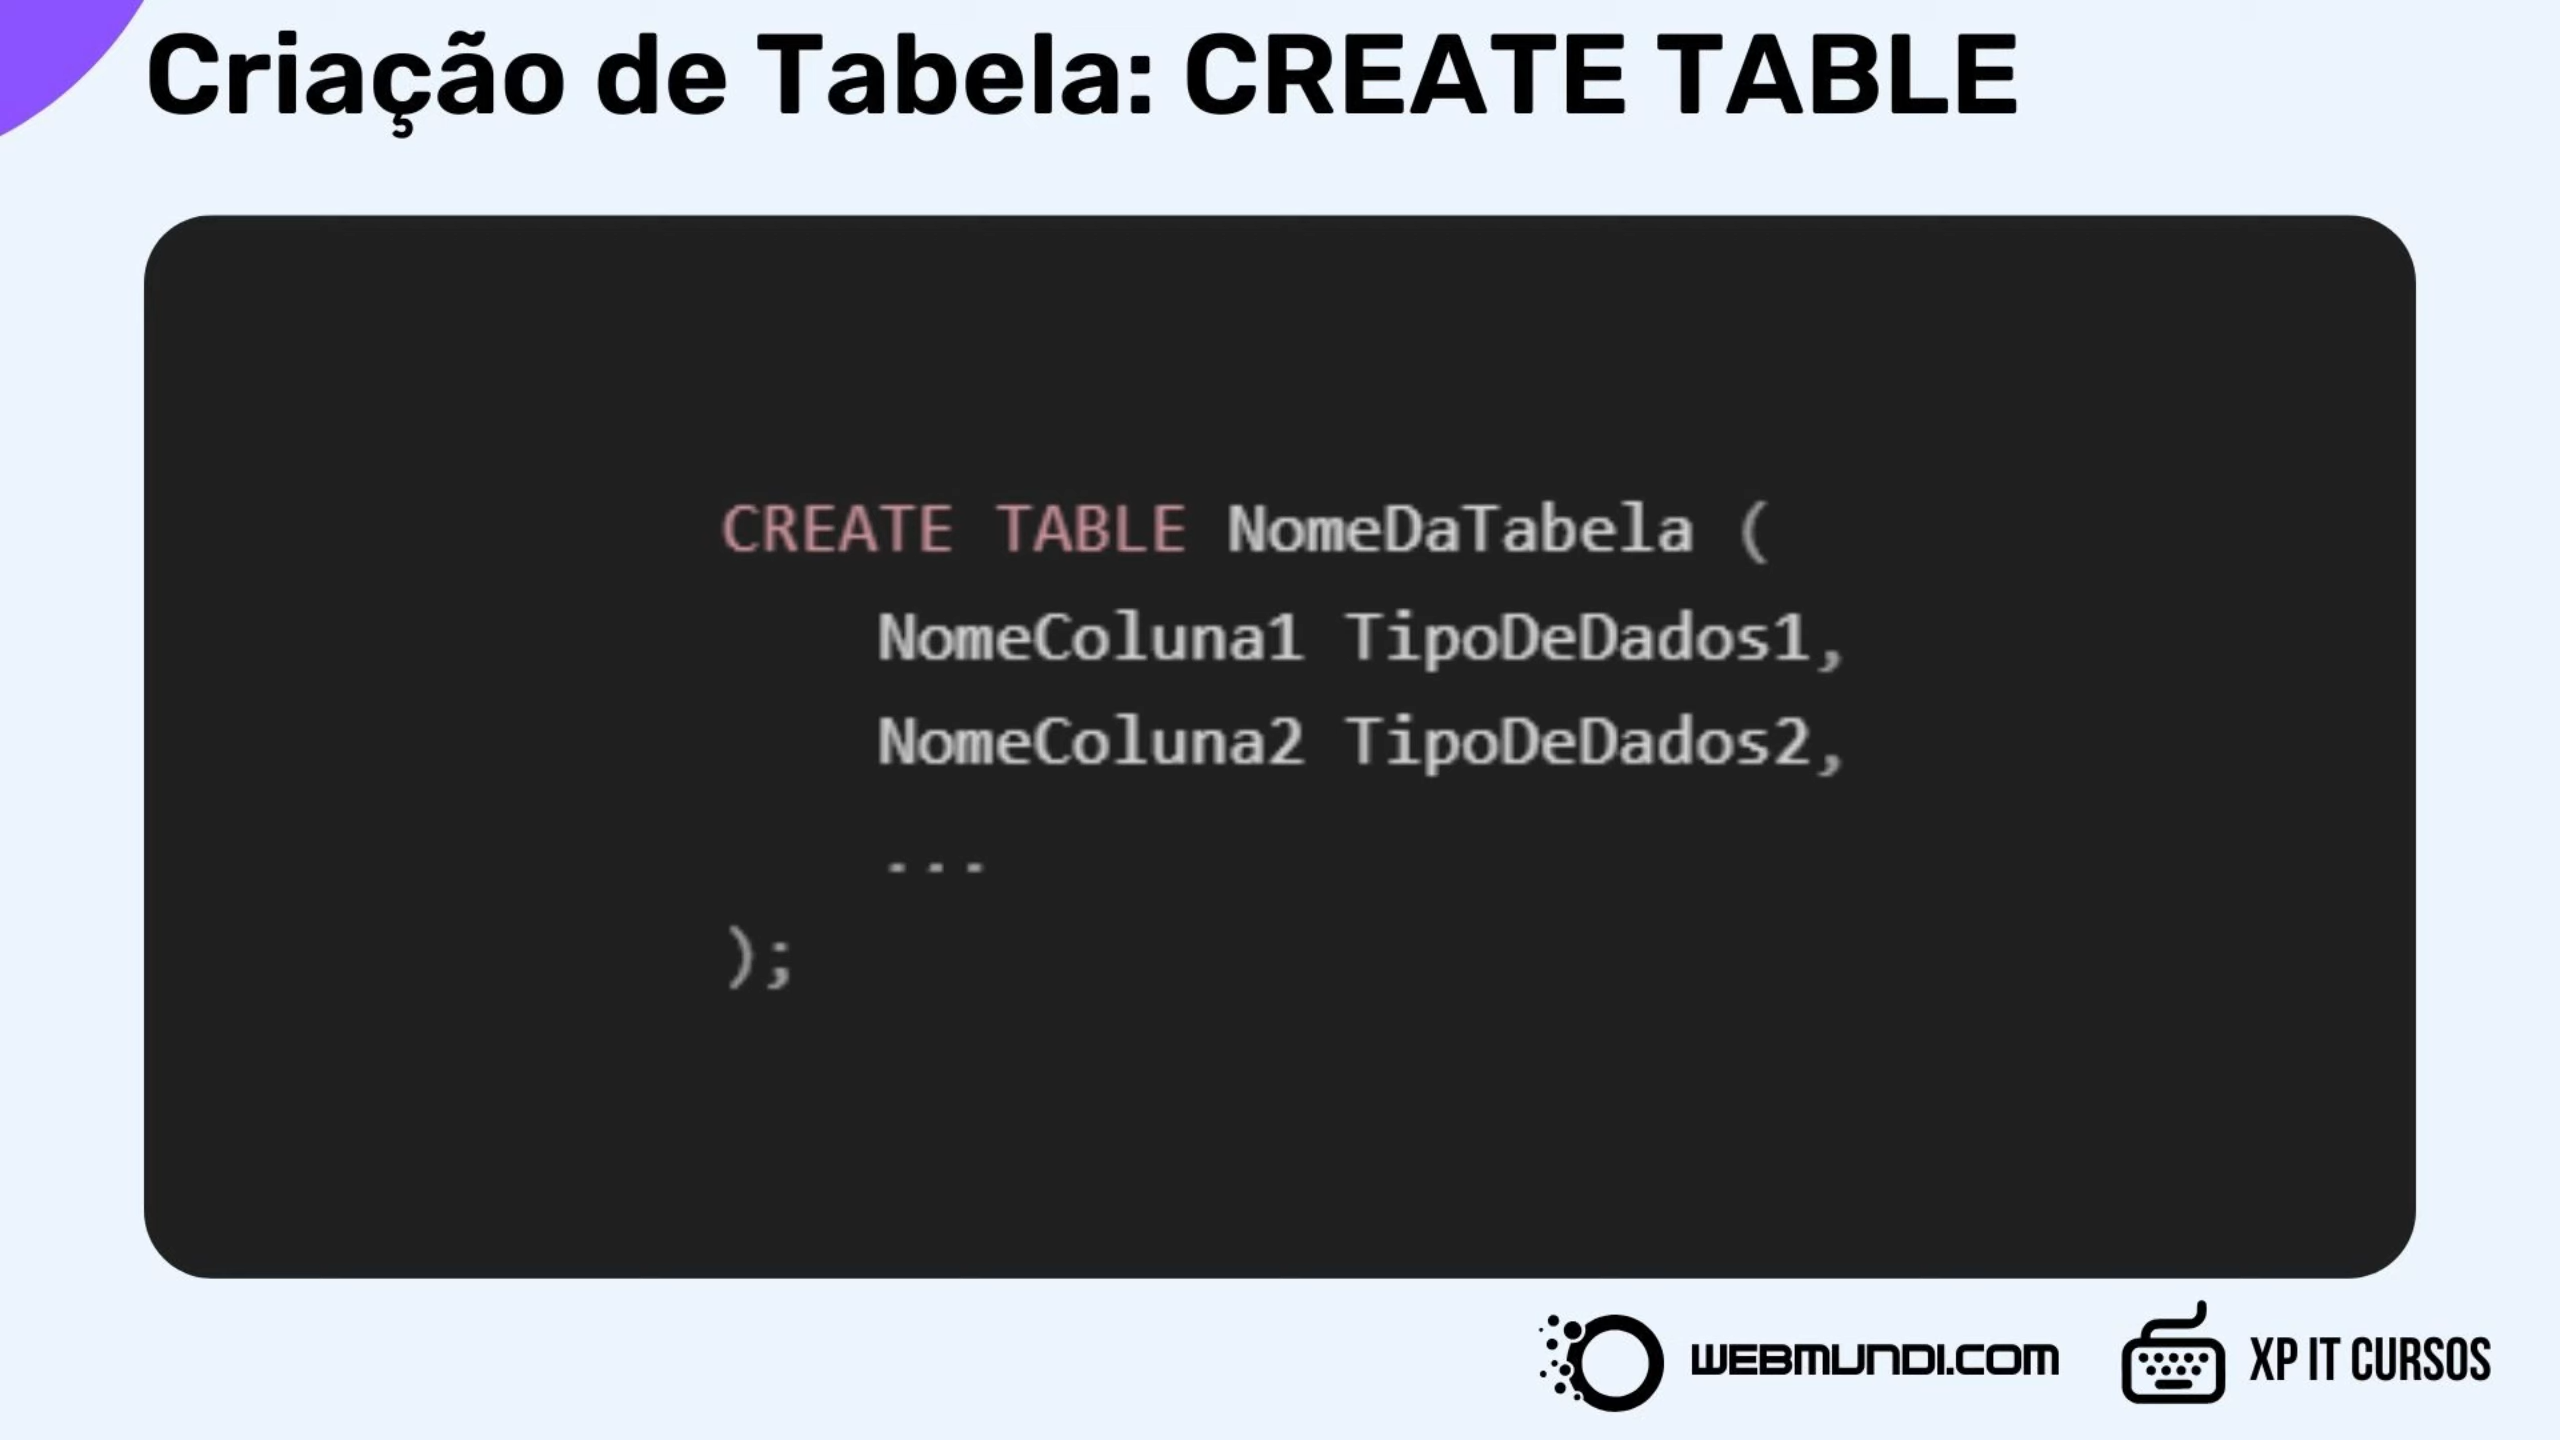 Criação de Tabela: CREATE TABLE
CREATE TABLE NomeDaTabela (
NomeColuna1 TipoDeDados1,
NomeColuna2 TipoDeDados2,
...
);
WEBMUNDI.COM
XP IT CURSOS